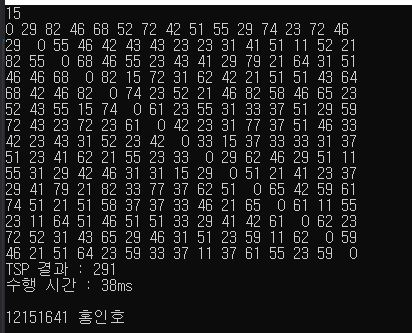 15
0 29 82 46 68 52 72 42 51 55 29 74 23 72 46
29  0 55 46 42 43 43 23 23 31 41 51 11 52 21
82 55  0 68 46 55 23 43 41 29 79 21 64 31 51
46 46 68  0 82 15 72 31 62 42 21 51 51 43 64
68 42 46 82  0 74 23 52 21 46 82 58 46 65 23
52 43 55 15 74  0 61 23 55 31 33 37 51 29 59
72 43 23 72 23 61  0 42 23 31 77 37 51 46 33
42 23 43 31 52 23 42  0 33 15 37 33 33 31 37
51 23 41 62 21 55 23 33  0 29 62 46 29 51 11
55 31 29 42 46 31 31 15 29  0 51 21 41 23 37
29 41 79 21 82 33 77 37 62 51  0 65 42 59 61
74 51 21 51 58 37 37 33 46 21 65  0 61 11 55
23 11 64 51 46 51 51 33 29 41 42 61  0 62 23
72 52 31 43 65 29 46 31 51 23 59 11 62  0 59
46 21 51 64 23 59 33 37 11 37 61 55 23 59  0
TSP 결과 : 291
수행 시간 : 38ms
12151641 홍인호